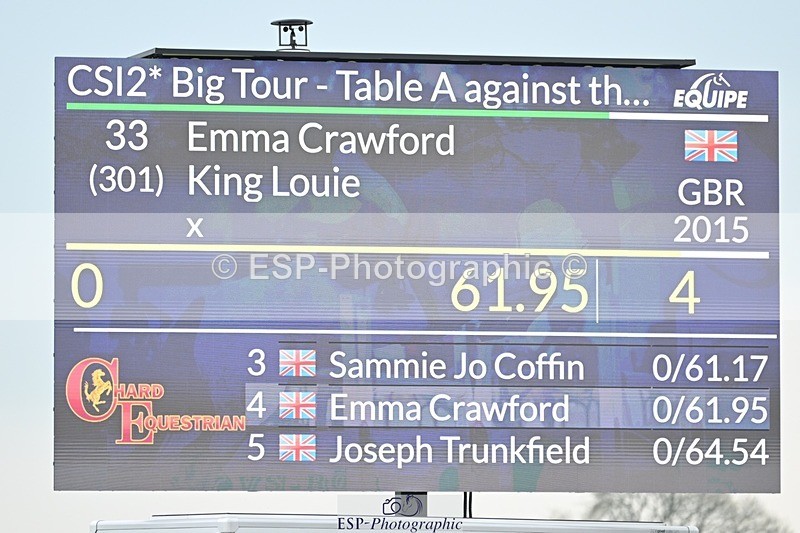 CSI2* Big Tour - Table A against th... EQUIPE
33 Emma Crawford
(301) King Louie GBR
x 2015
© ESP-Photographic ©
0 61.95 4
3 Sammie Jo Coffin 0/61.17
CHARD
4 Emma Crawford 0/61.95
EQUESTRIAN
5 Joseph Trunkfield 0/64.54
ESP-Photographic